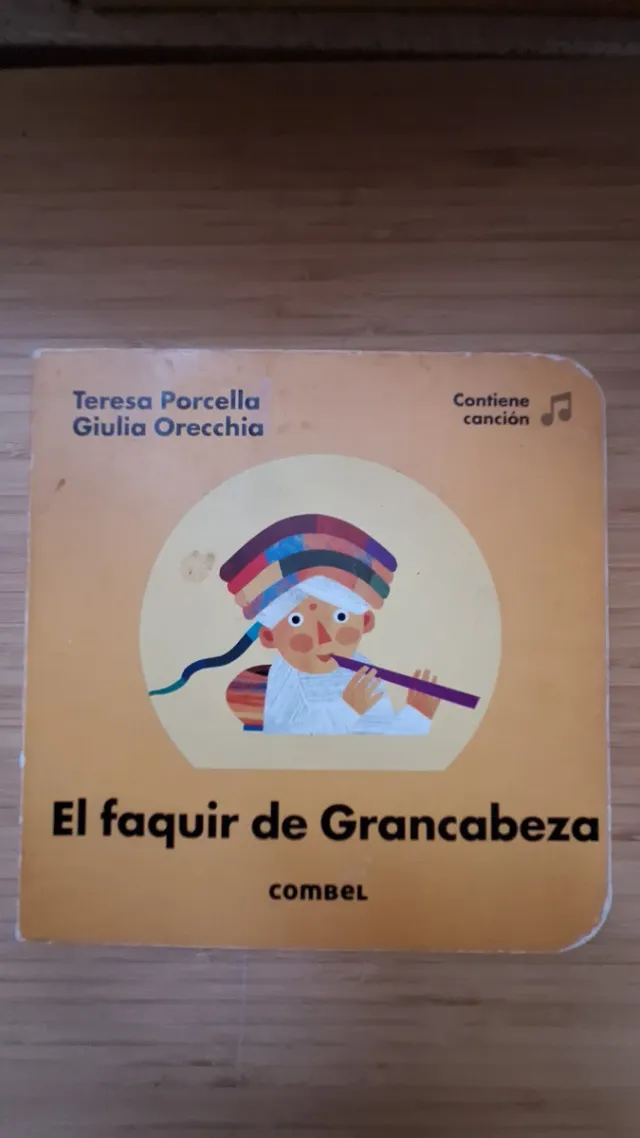 Teresa Porcella
Giulia Orecchia
Contiene
canción
El faquir de Grancabeza
COMBEL